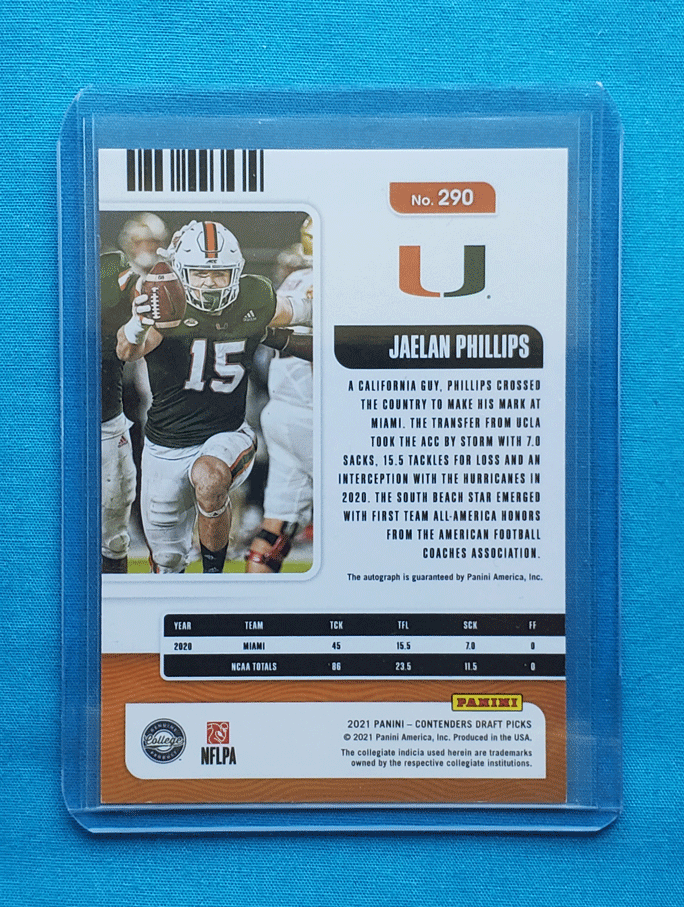 No. 290
U
JAELAN PHILLIPS
15
A CALIFORNIA GUY, PHILLIPS CROSSED
THE COUNTRY TO MAKE HIS MARK AT
MIAMI. THE TRANSFER FROM UCLA
TOOK THE ACC BY STORM WITH 7.0
SACKS, 15.5 TACKLES FOR LOSS AND AN
INTERCEPTION WITH THE HURRICANES IN
2020. THE SOUTH BEACH STAR EMERGED
WITH FIRST TEAM ALL-AMERICA HONORS
FROM THE AMERICAN FOOTBALL
COACHES ASSOCIATION.
The autograph is guaranteed by Panini America, Inc.
YEAR TEAM TCK TFL SCK FF
2020 MIAMI 45 15.5 7.0 0
NCAA TOTALS 86 23.5 11.5 0
PANINI
College
NFLPA
2021 PANINI – CONTENDERS DRAFT PICKS
© 2021 Panini America, Inc. Produced in the USA.
The collegiate indicia used herein are trademarks
owned by the respective collegiate institutions.